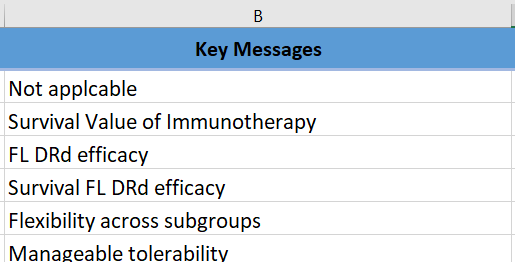 B
Key Messages
Not applcable
Survival Value of Immunotherapy
FL DRd efficacy
Survival FL DRd efficacy
Flexibility across subgroups
Manageable tolerability